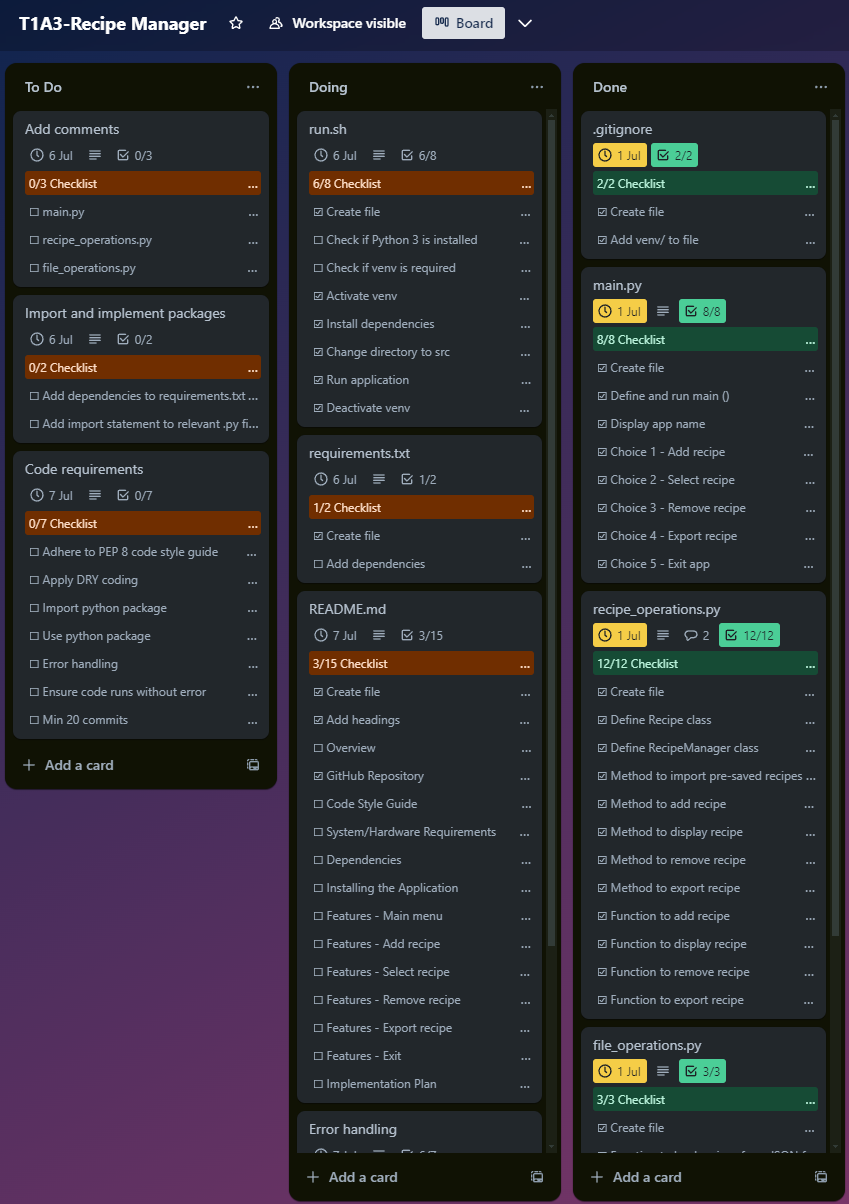 T1A3-Recipe Manager
Workspace visible
Board
To Do
Add comments
6 Jul
0/3
0/3 Checklist
main.py
recipe_operations.py
file_operations.py
Import and implement packages
6 Jul
0/2
0/2 Checklist
Add dependencies to requirements.txt ...
Add import statement to relevant .py fi...
Code requirements
7 Jul
0/7
0/7 Checklist
Adhere to PEP 8 code style guide
Apply DRY coding
Import python package
Use python package
Error handling
Ensure code runs without error
Min 20 commits
Add a card
Doing
run.sh
6 Jul
6/8
6/8 Checklist
Create file
Check if Python 3 is installed
Check if venv is required
Activate venv
Install dependencies
Change directory to src
Run application
Deactivate venv
requirements.txt
6 Jul
1/2
1/2 Checklist
Create file
Add dependencies
README.md
7 Jul
3/15
3/15 Checklist
Create file
Add headings
Overview
GitHub Repository
Code Style Guide
System/Hardware Requirements
Dependencies
Installing the Application
Features - Main menu
Features - Add recipe
Features - Select recipe
Features - Remove recipe
Features - Export recipe
Features - Exit
Implementation Plan
Error handling
Add a card
Done
.gitignore
1 Jul
2/2
2/2 Checklist
Create file
Add venv/ to file
main.py
1 Jul
8/8
8/8 Checklist
Create file
Define and run main ()
Display app name
Choice 1 - Add recipe
Choice 2 - Select recipe
Choice 3 - Remove recipe
Choice 4 - Export recipe
Choice 5 - Exit app
recipe_operations.py
1 Jul
2
12/12
12/12 Checklist
Create file
Define Recipe class
Define RecipeManager class
Method to import pre-saved recipes ...
Method to add recipe
Method to display recipe
Method to remove recipe
Method to export recipe
Function to add recipe
Function to display recipe
Function to remove recipe
Function to export recipe
file_operations.py
1 Jul
3/3
3/3 Checklist
Create file
Add a card